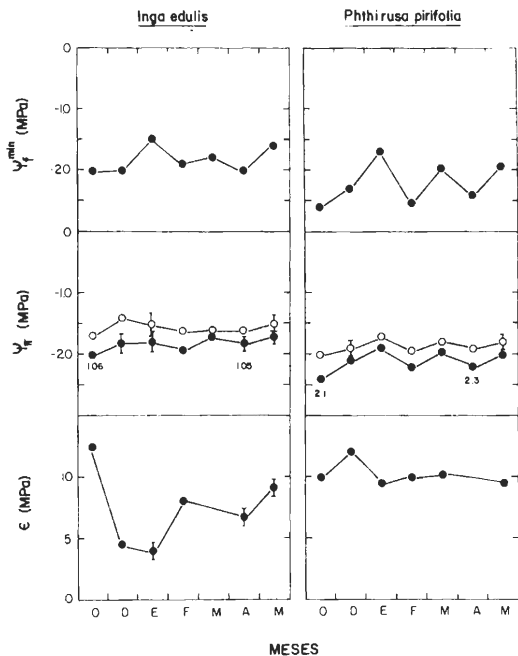 Inga edulis Phthirusa pirifolia
0
-1.0
-2.0
Ψf min (MPa)
0
-1.0
-2.0
Ψπ (MPa)
1.06 1.05 2.1 2.3
10
5
0
ϵ (MPa)
O D E F M A M O D E F M A M
MESES